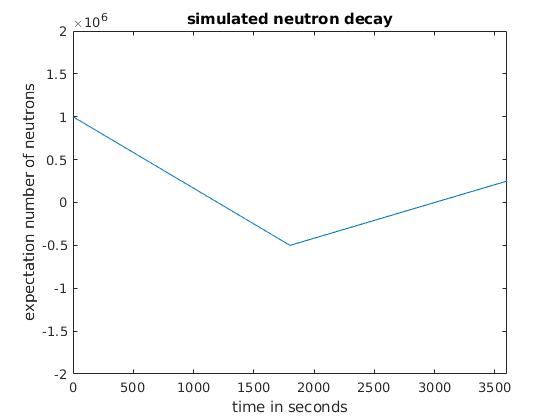 simulated neutron decay
×10^6
2
1.5
1
0.5
0
-0.5
-1
-1.5
-2
expectation number of neutrons
0 500 1000 1500 2000 2500 3000 3500
time in seconds